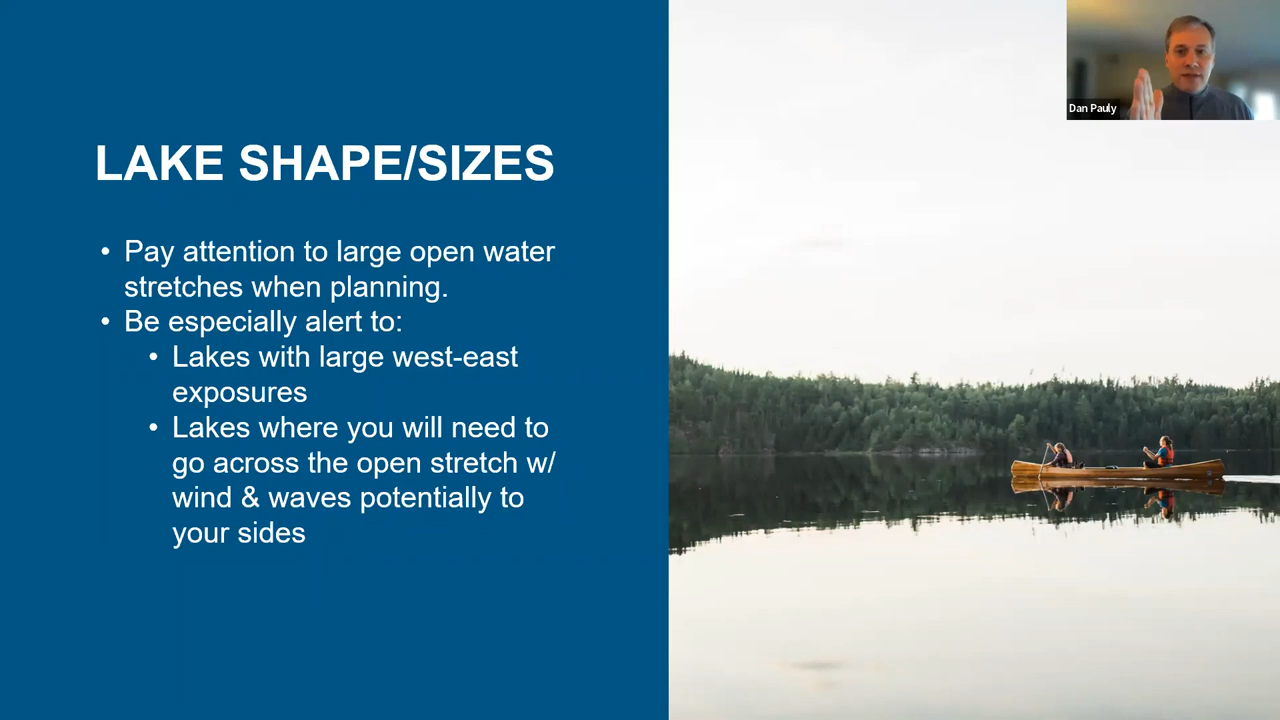 LAKE SHAPE/SIZES
• Pay attention to large open water
stretches when planning.
• Be especially alert to:
• Lakes with large west-east
exposures
• Lakes where you will need to
go across the open stretch w/
wind & waves potentially to
your sides
Dan Pauly